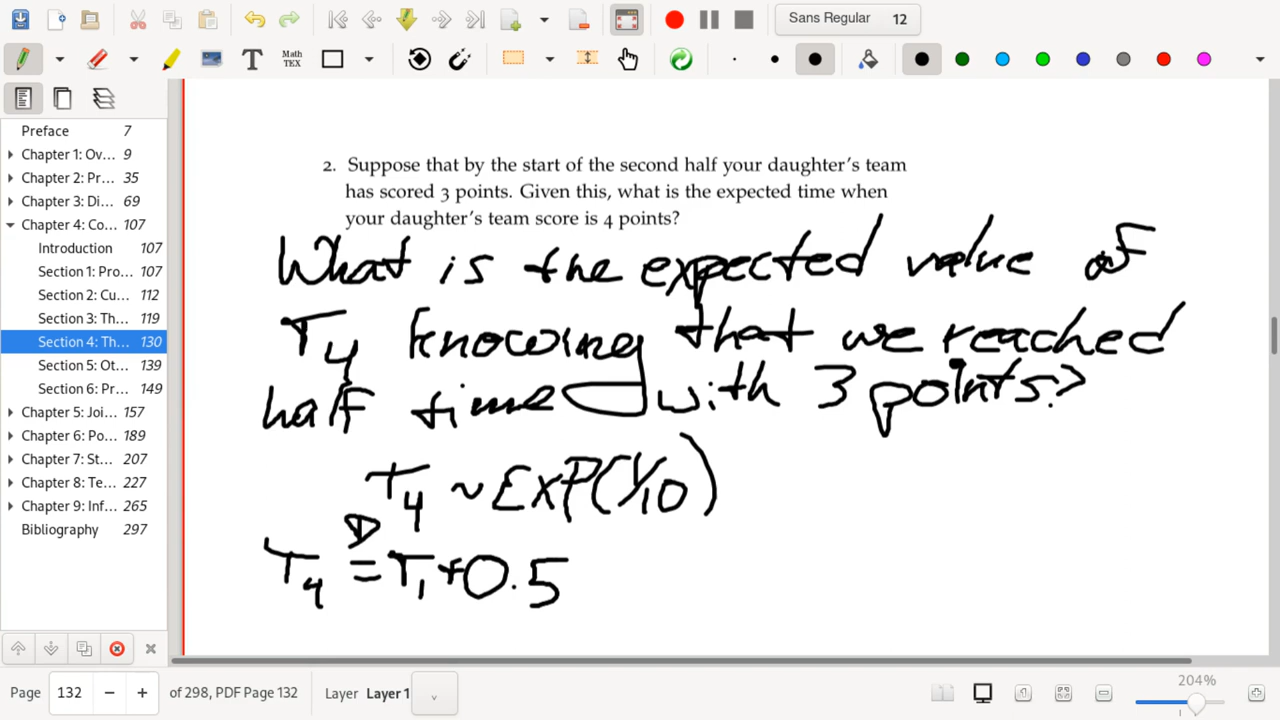 Sans Regular 12
T Math TEX
Preface 7
Chapter 1: Ov... 9
Chapter 2: Pr... 35
Chapter 3: Di... 69
Chapter 4: Co... 107
Introduction 107
Section 1: Pro... 107
Section 2: Cu... 112
Section 3: Th... 119
Section 4: Th... 130
Section 5: Ot... 139
Section 6: Pr... 149
Chapter 5: Joi... 157
Chapter 6: Po... 189
Chapter 7: St... 207
Chapter 8: Te... 227
Chapter 9: Inf... 265
Bibliography 297
2. Suppose that by the start of the second half your daughter's team
has scored 3 points. Given this, what is the expected time when
your daughter's team score is 4 points?
What is the expected value of
T4 knowing that we reached
half time with 3 points?
T4 ~ EXP(1/10)
T4 =D T1 + 0.5
Page 132 − + of 298, PDF Page 132 Layer Layer 1 204%